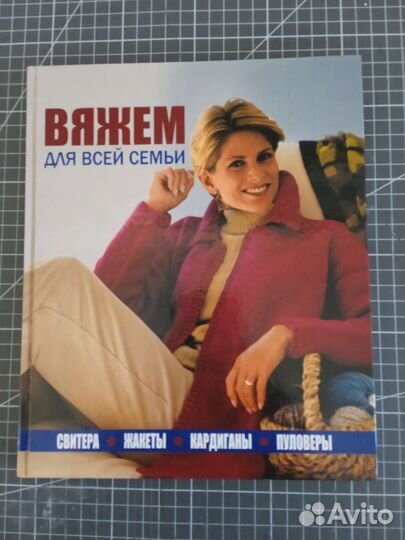 ВЯЖЕМ
ДЛЯ ВСЕЙ СЕМЬИ
СВИТЕРА • ЖАКЕТЫ • КАРДИГАНЫ • ПУЛОВЕРЫ
Avito